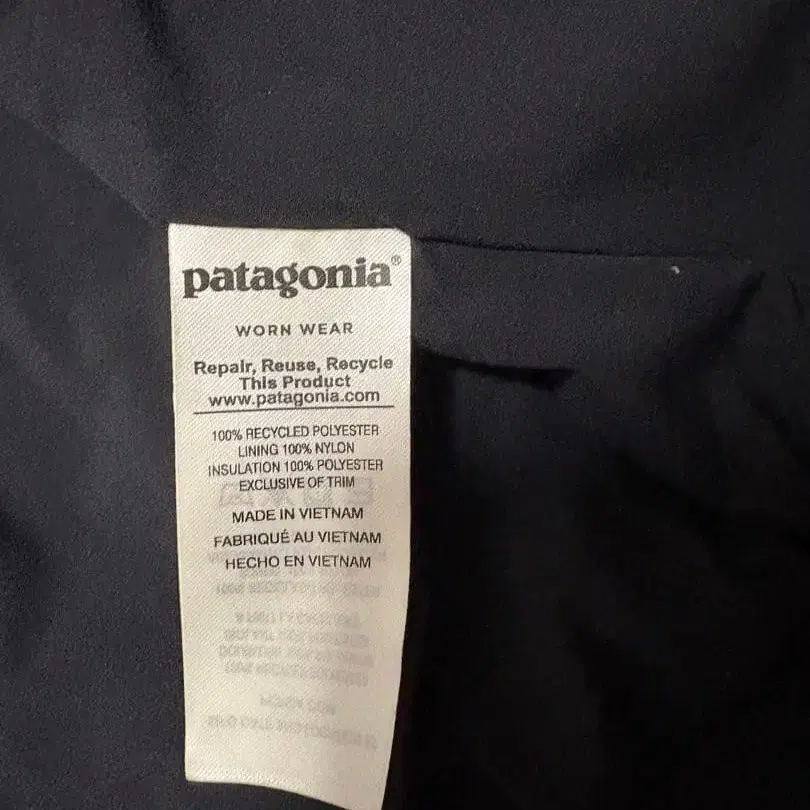 patagonia®
WORN WEAR
Repair, Reuse, Recycle
This Product
www.patagonia.com
100% RECYCLED POLYESTER
LINING 100% NYLON
INSULATION 100% POLYESTER
EXCLUSIVE OF TRIM
MADE IN VIETNAM
FABRIQUÉ AU VIETNAM
HECHO EN VIETNAM